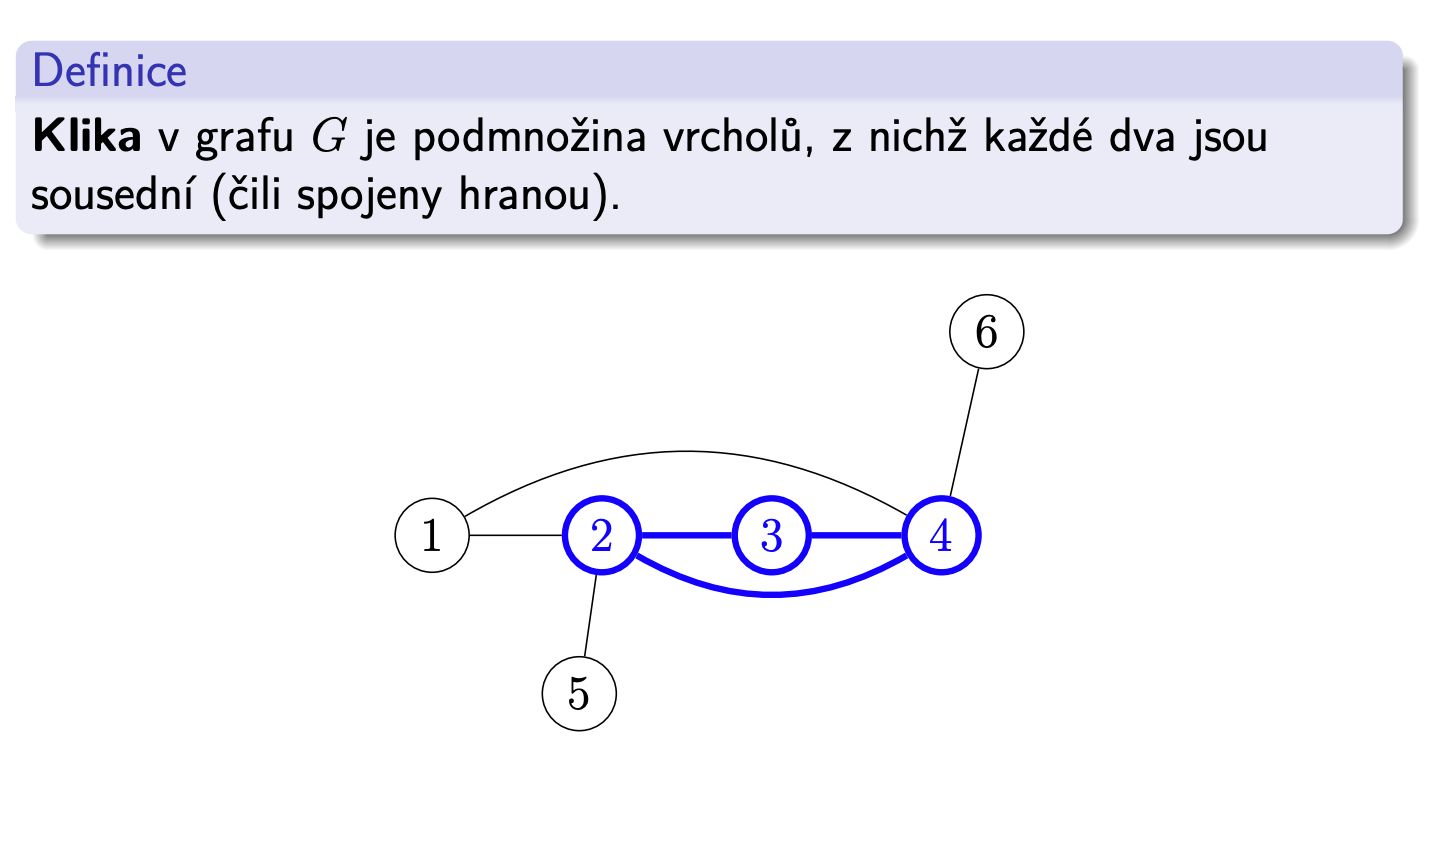 Definice
Klika v grafu G je podmnožina vrcholů, z nichž každé dva jsou
sousední (čili spojeny hranou).
6
1 2 3 4
5